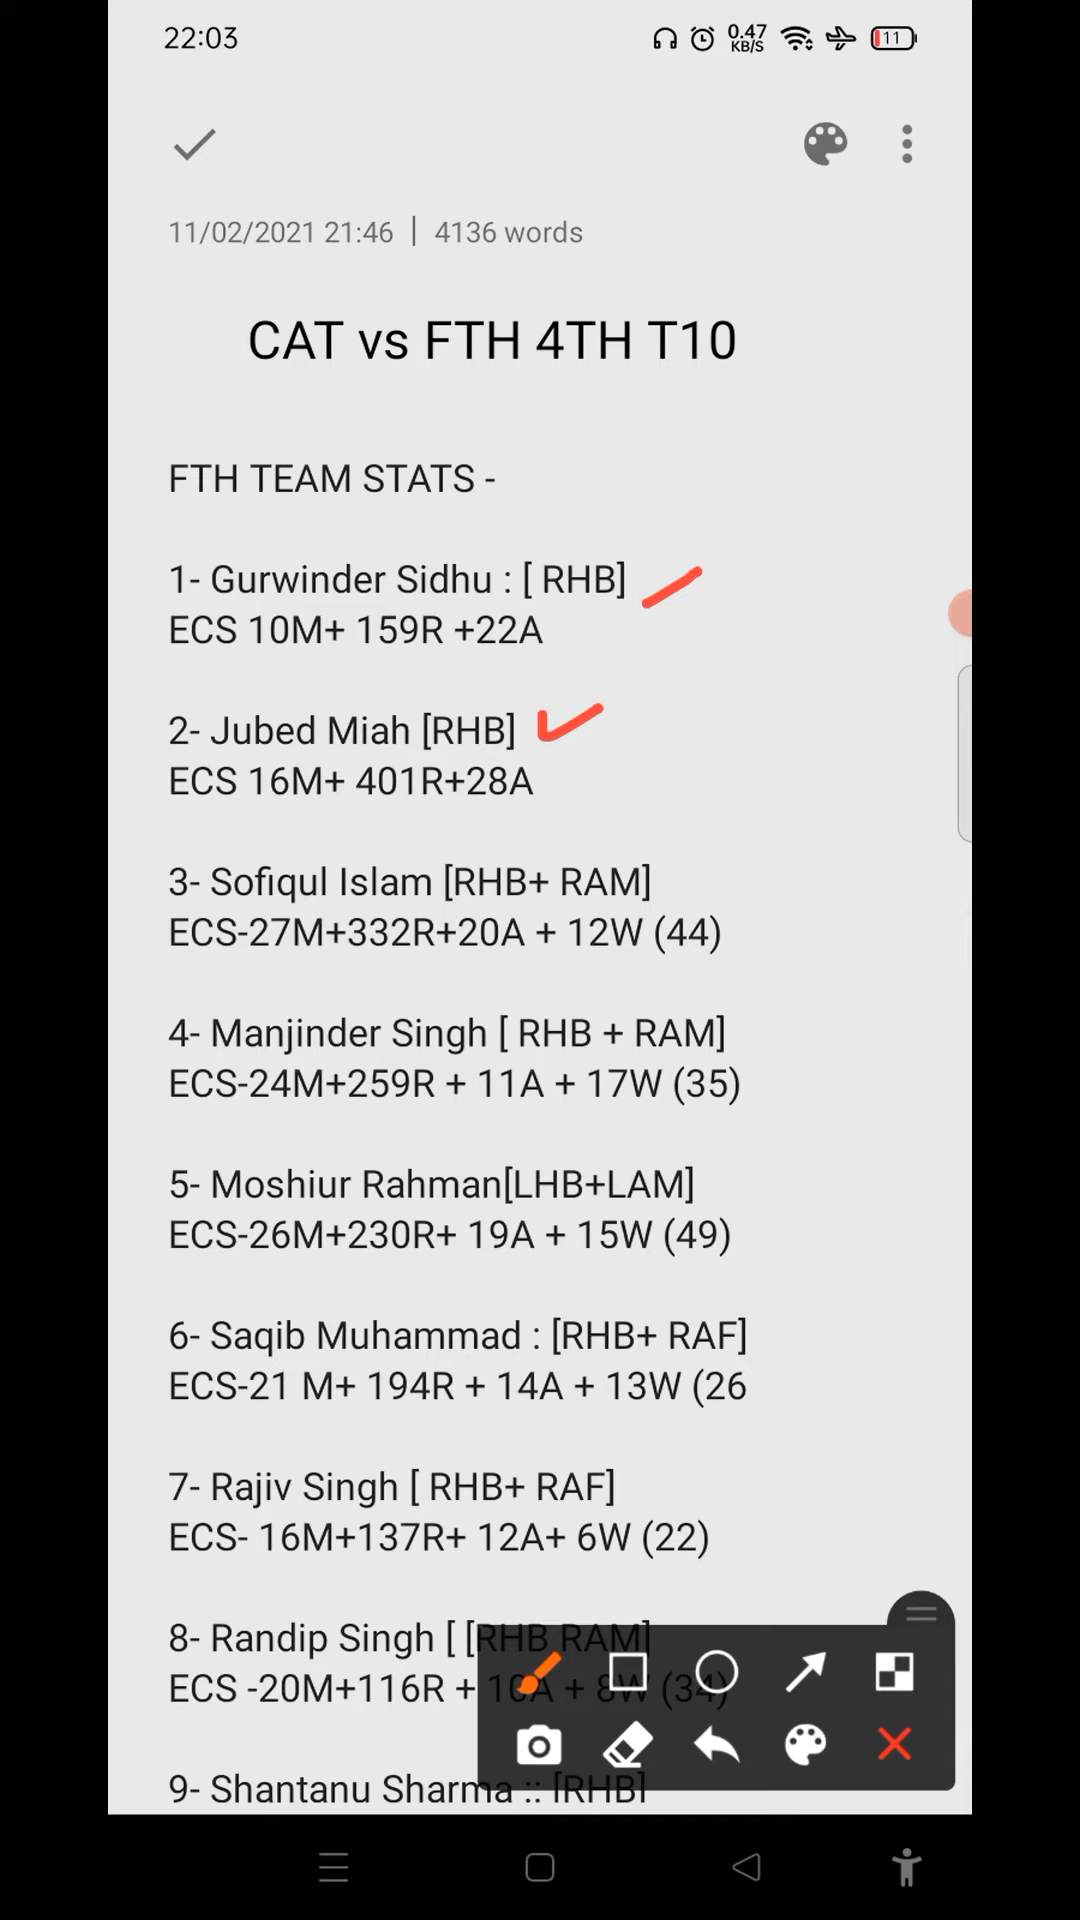 22:03
0.47
KB/S
11
11/02/2021 21:46 | 4136 words
CAT vs FTH 4TH T10
FTH TEAM STATS -
1- Gurwinder Sidhu : [ RHB]
ECS 10M+ 159R +22A
2- Jubed Miah [RHB]
ECS 16M+ 401R+28A
3- Sofiqul Islam [RHB+ RAM]
ECS-27M+332R+20A + 12W (44)
4- Manjinder Singh [ RHB + RAM]
ECS-24M+259R + 11A + 17W (35)
5- Moshiur Rahman[LHB+LAM]
ECS-26M+230R+ 19A + 15W (49)
6- Saqib Muhammad : [RHB+ RAF]
ECS-21 M+ 194R + 14A + 13W (26
7- Rajiv Singh [ RHB+ RAF]
ECS- 16M+137R+ 12A+ 6W (22)
8- Randip Singh [ [RHB RAM]
ECS -20M+116R + 10A + 8W (34)
9- Shantanu Sharma :: [RHB]